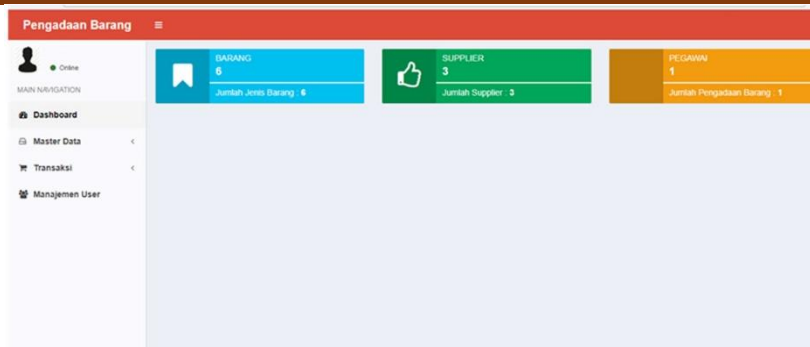 Pengadaan Barang
Online
MAIN NAVIGATION
Dashboard
Master Data
Transaksi
Manajemen User
BARANG
6
Jumlah Jenis Barang : 6
SUPPLIER
3
Jumlah Supplier : 3
PEGAWAI
1
Jumlah Pengadaan Barang : 1